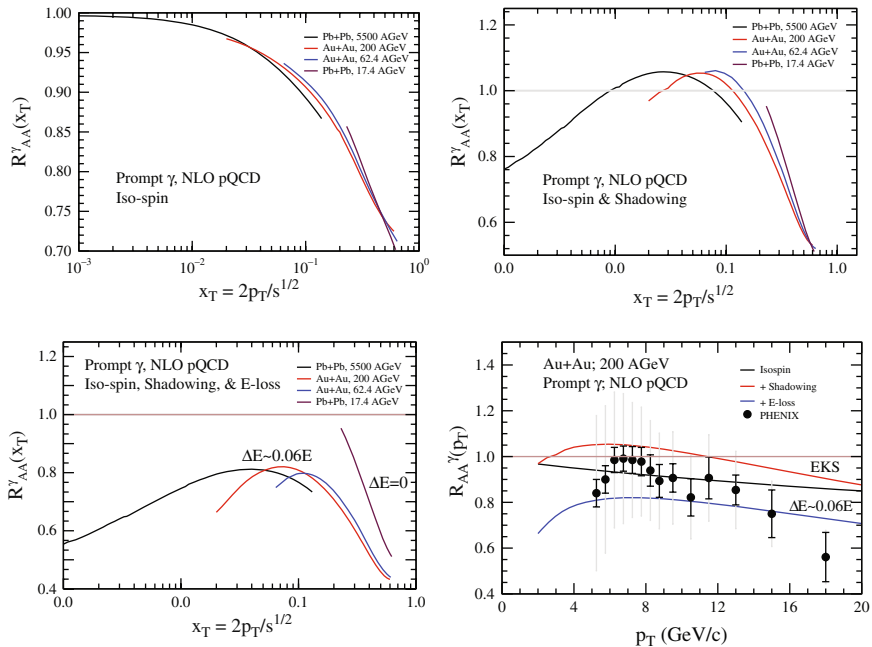 1.00
0.95
0.90
0.85
0.80
0.75
0.70
R^γ_AA(x_T)
Pb+Pb, 5500 AGeV
Au+Au, 200 AGeV
Au+Au, 62.4 AGeV
Pb+Pb, 17.4 AGeV
Prompt γ, NLO pQCD
Iso-spin
10^−3
10^−2
10^−1
10^0
x_T = 2p_T/s^1/2
1.2
1.0
0.8
0.6
R^γ_AA(x_T)
Pb+Pb, 5500 AGeV
Au+Au, 200 AGeV
Au+Au, 62.4 AGeV
Pb+Pb, 17.4 AGeV
Prompt γ, NLO pQCD
Iso-spin & Shadowing
0.0
0.0
0.1
1.0
x_T = 2p_T/s^1/2
1.2
1.0
0.8
0.6
0.4
R^γ_AA(x_T)
Prompt γ, NLO pQCD
Iso-spin, Shadowing, & E-loss
Pb+Pb, 5500 AGeV
Au+Au, 200 AGeV
Au+Au, 62.4 AGeV
Pb+Pb, 17.4 AGeV
ΔE~0.06E
ΔE=0
0.0
0.0
0.1
1.0
x_T = 2p_T/s^1/2
1.4
1.2
1.0
0.8
0.6
0.4
R_AA^γ(p_T)
Au+Au; 200 AGeV
Prompt γ; NLO pQCD
Isospin
+ Shadowing
+ E-loss
PHENIX
EKS
ΔE~0.06E
4
8
12
16
20
p_T (GeV/c)